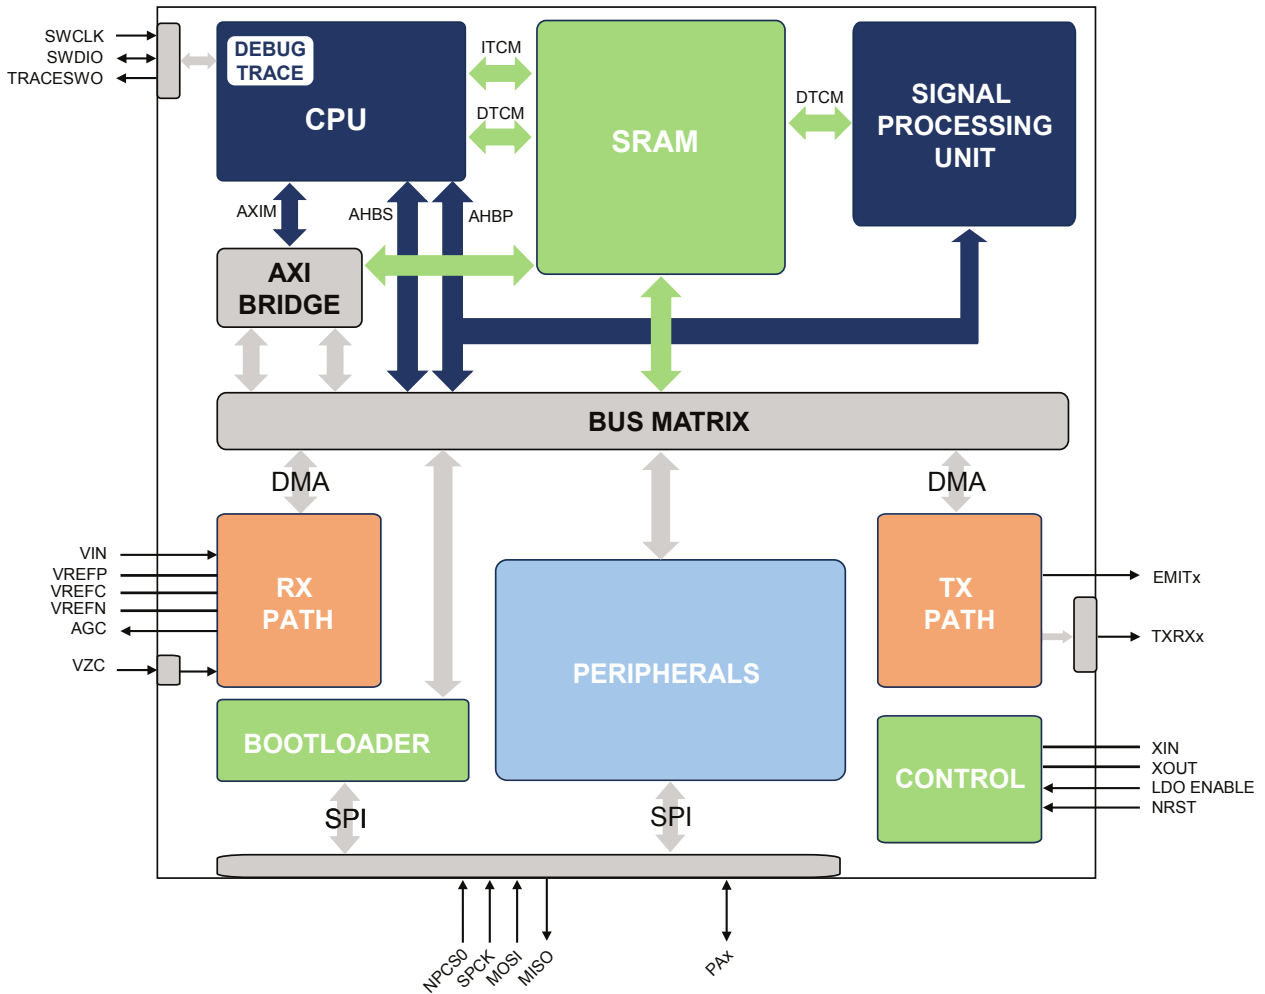 SWCLK
SWDIO
TRACESWO
DEBUG
TRACE
CPU
ITCM
DTCM
SRAM
DTCM
SIGNAL
PROCESSING
UNIT
AXIM
AHBS
AHBP
AXI
BRIDGE
BUS MATRIX
DMA
DMA
VIN
VREFP
VREFC
VREFN
AGC
VZC
RX
PATH
TX
PATH
EMITx
TXRXx
PERIPHERALS
BOOTLOADER
CONTROL
XIN
XOUT
LDO ENABLE
NRST
SPI
SPI
NPCS0
SPCK
MOSI
MISO
PAx